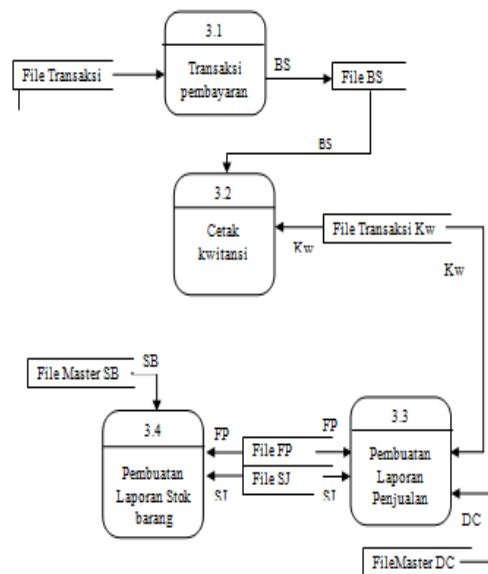 3.1
File Transaksi
Transaksi
pembayaran
BS
File BS
BS
3.2
Cetak
kwitansi
File Transaksi Kw
Kw
Kw
SB
File Master SB
3.4
Pembuatan
Laporan Stok
barang
FP
File FP
FP
SJ
File SJ
SJ
3.3
Pembuatan
Laporan
Penjualan
DC
FileMaster DC